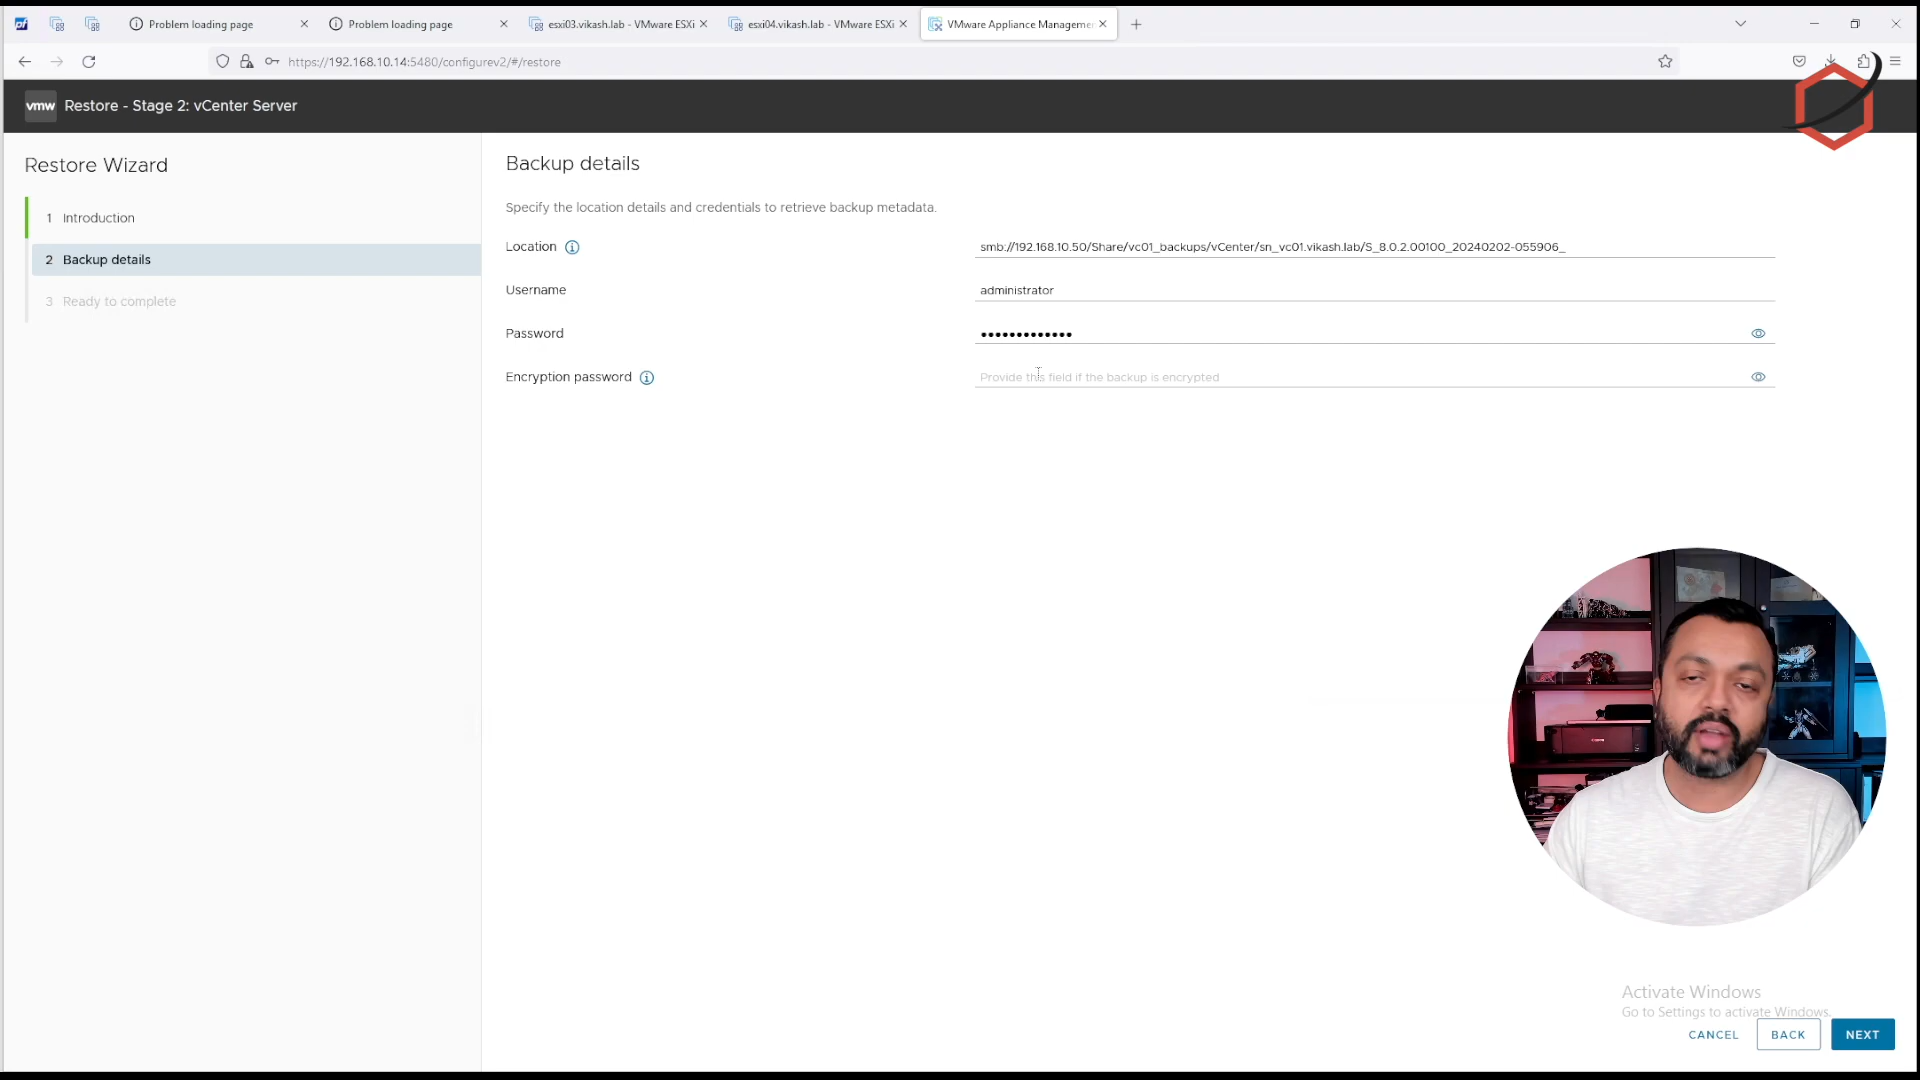 Problem loading page
Problem loading page
esxi03.vikash.lab - VMware ESXi
esxi04.vikash.lab - VMware ESXi
VMware Appliance Manageme
https://192.168.10.14:5480/configurev2/#/restore
vmw Restore - Stage 2: vCenter Server
Restore Wizard
1 Introduction
2 Backup details
3 Ready to complete
Backup details
Specify the location details and credentials to retrieve backup metadata.
Location
smb://192.168.10.50/Share/vc01_backups/vCenter/sn_vc01.vikash.lab/S_8.0.2.00100_20240202-055906_
Username
administrator
Password
•••••••••••••
Encryption password
Provide this field if the backup is encrypted
Activate Windows
Go to Settings to activate Windows.
CANCEL
BACK
NEXT